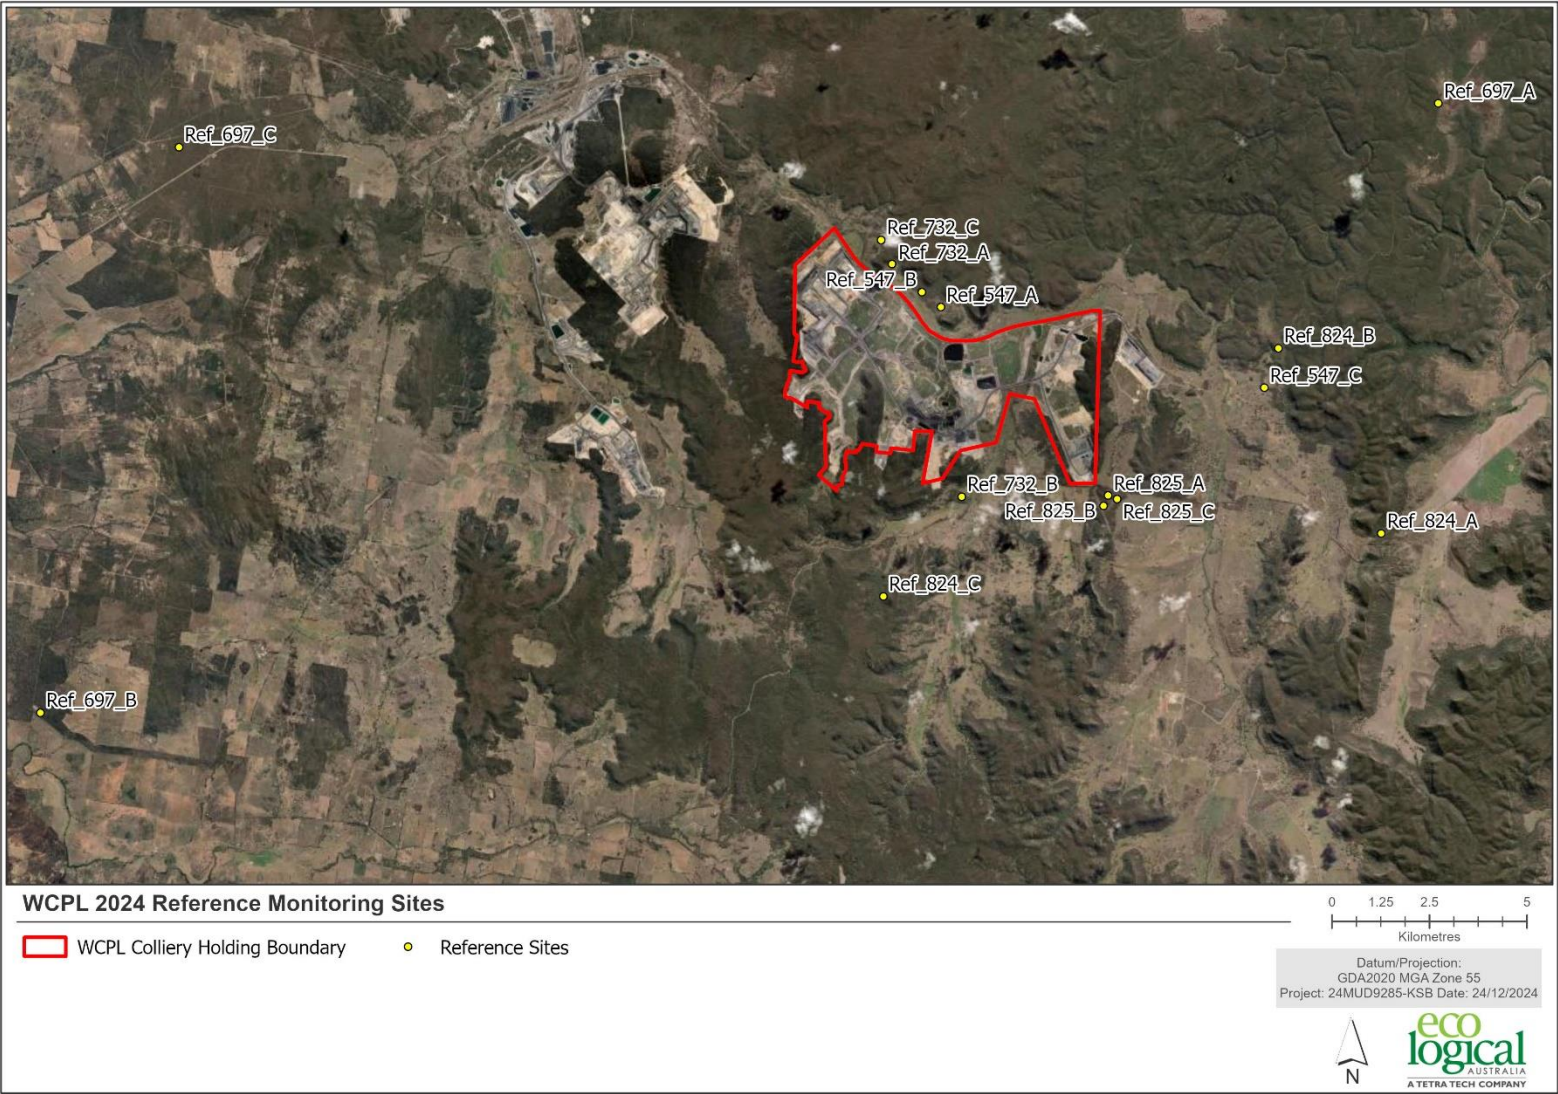 Ref_697_A
Ref_697_C
Ref_732_C
Ref_732_A
Ref_547_B
Ref_547_A
Ref_824_B
Ref_547_C
Ref_732_B
Ref_825_A
Ref_825_B
Ref_825_C
Ref_824_A
Ref_824_C
Ref_697_B
WCPL 2024 Reference Monitoring Sites
WCPL Colliery Holding Boundary
Reference Sites
0 1.25 2.5 5
Kilometres
Datum/Projection:
GDA2020 MGA Zone 55
Project: 24MUD9285-KSB Date: 24/12/2024
N
eco
logical
AUSTRALIA
A TETRA TECH COMPANY